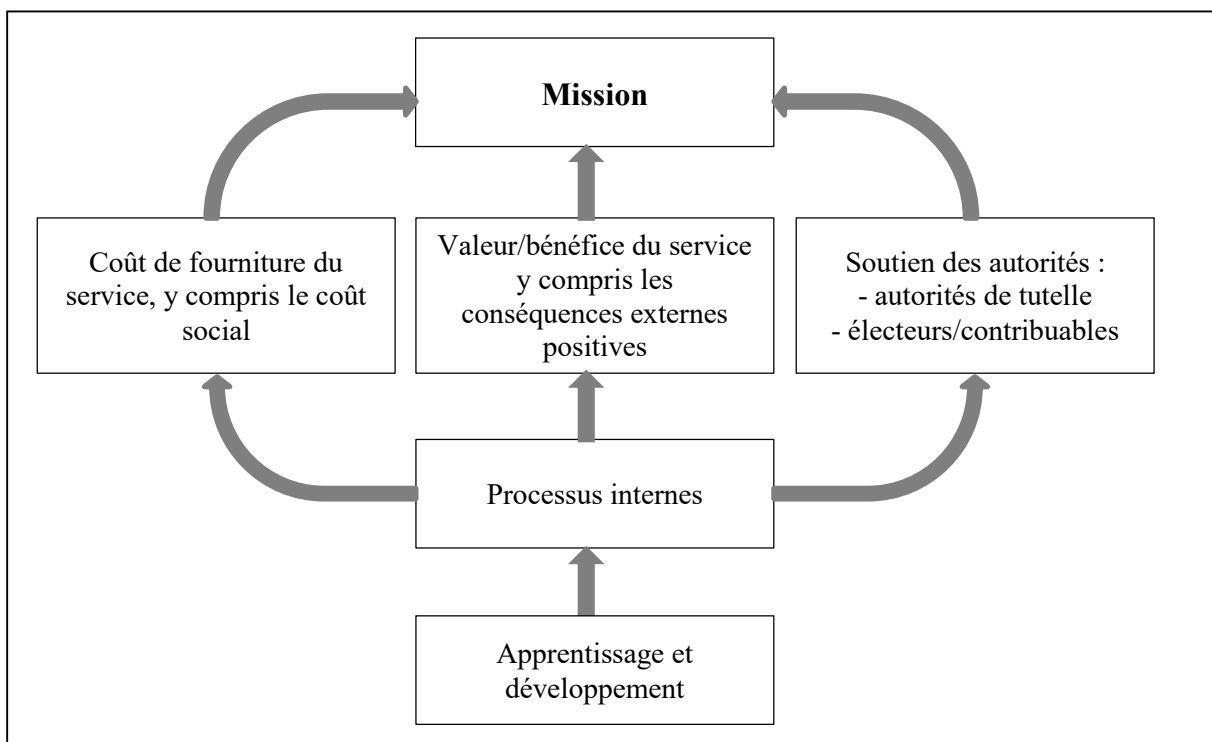 Mission
Coût de fourniture du
service, y compris le coût
social
Valeur/bénéfice du service
y compris les
conséquences externes
positives
Soutien des autorités :
- autorités de tutelle
- électeurs/contribuables
Processus internes
Apprentissage et
développement